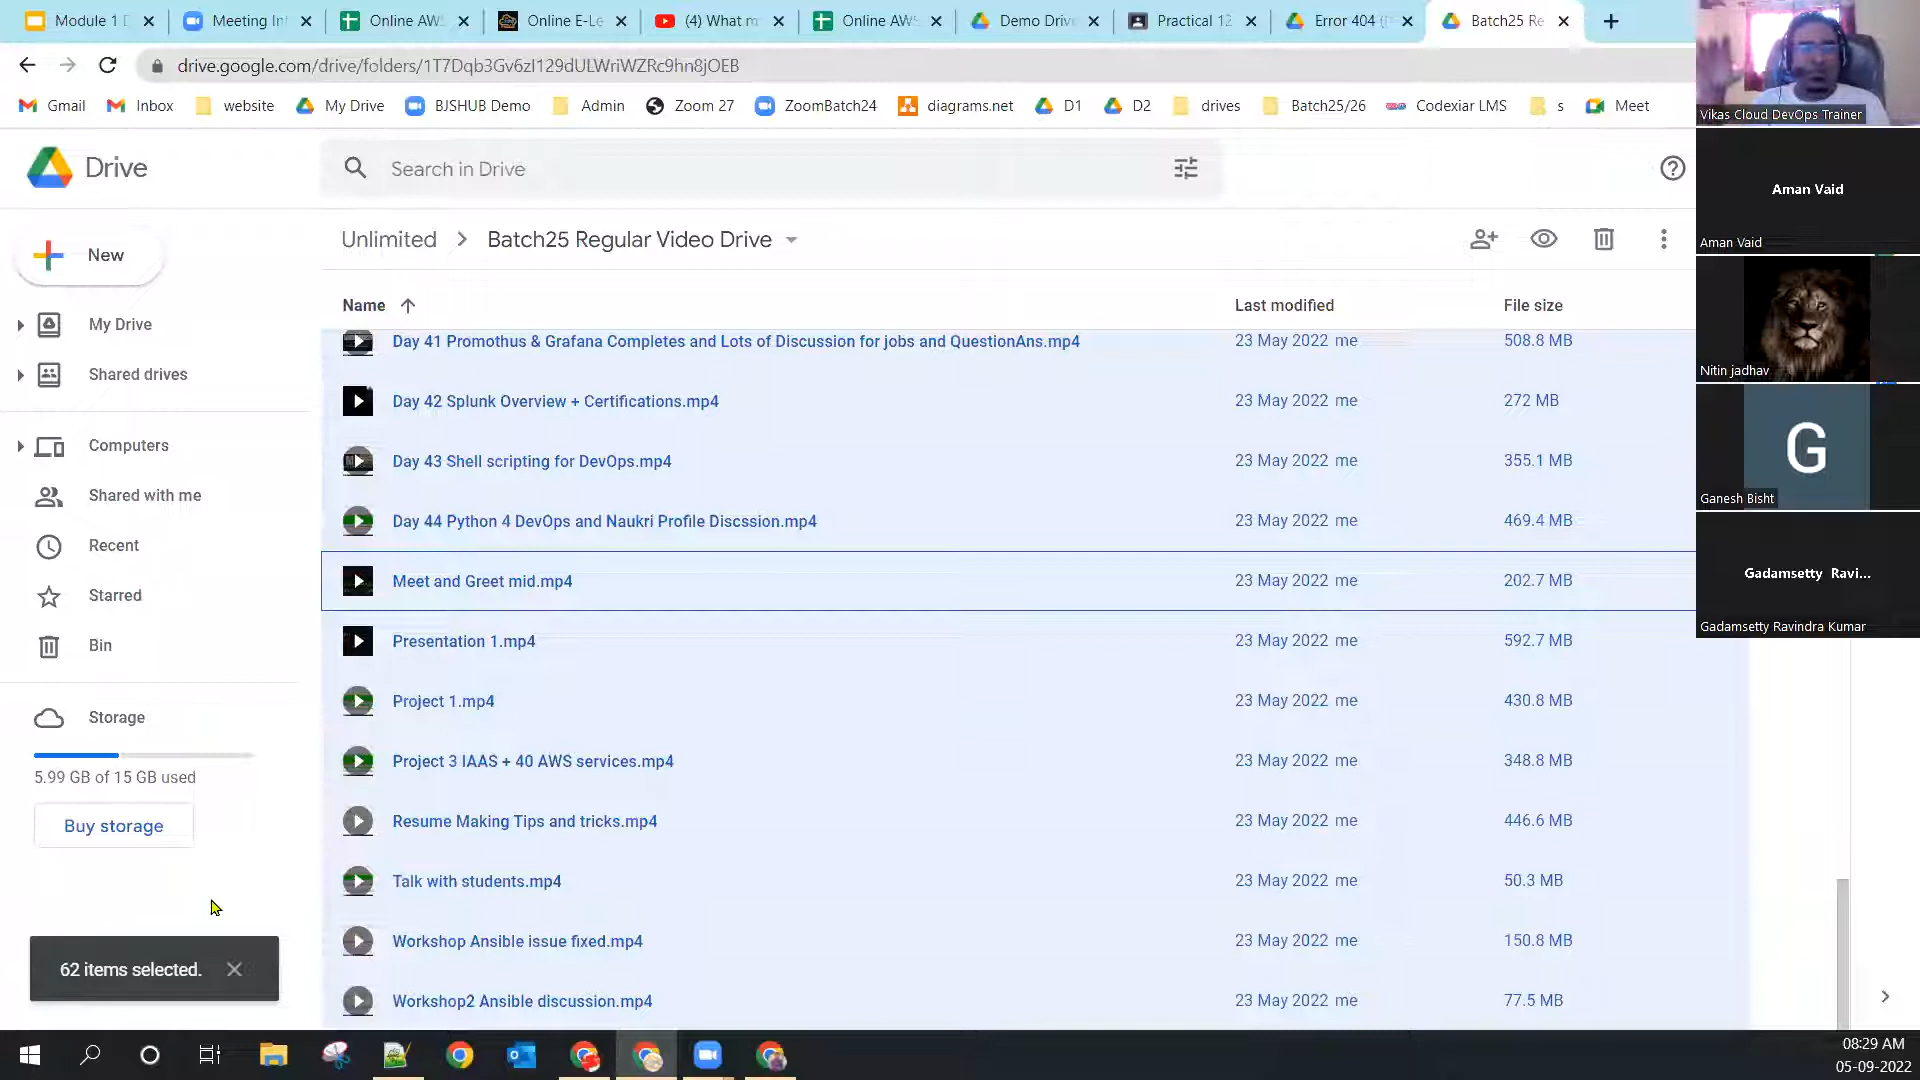 Module 1 D
Meeting Inf
Online AWS
Online E-Le
(4) What m
Online AWS
Demo Drive
Practical 12
Error 404 (
Batch25 Re
drive.google.com/drive/folders/1T7Dqb3Gv6zI129dULWriWZRc9hn8jOEB
Gmail
Inbox
website
My Drive
BJSHUB Demo
Admin
Zoom 27
ZoomBatch24
diagrams.net
D1
D2
drives
Batch25/26
Codexiar LMS
s
Meet
Vikas Cloud DevOps Trainer
Drive
Search in Drive
Aman Vaid
Aman Vaid
New
Unlimited
Batch25 Regular Video Drive
Name
Last modified
File size
My Drive
Shared drives
Computers
Shared with me
Recent
Starred
Bin
Storage
5.99 GB of 15 GB used
Buy storage
Day 41 Promothus & Grafana Completes and Lots of Discussion for jobs and QuestionAns.mp4 23 May 2022 me 508.8 MB
Day 42 Splunk Overview + Certifications.mp4 23 May 2022 me 272 MB
Day 43 Shell scripting for DevOps.mp4 23 May 2022 me 355.1 MB
Day 44 Python 4 DevOps and Naukri Profile Discssion.mp4 23 May 2022 me 469.4 MB
Meet and Greet mid.mp4 23 May 2022 me 202.7 MB
Presentation 1.mp4 23 May 2022 me 592.7 MB
Project 1.mp4 23 May 2022 me 430.8 MB
Project 3 IAAS + 40 AWS services.mp4 23 May 2022 me 348.8 MB
Resume Making Tips and tricks.mp4 23 May 2022 me 446.6 MB
Talk with students.mp4 23 May 2022 me 50.3 MB
Workshop Ansible issue fixed.mp4 23 May 2022 me 150.8 MB
Workshop2 Ansible discussion.mp4 23 May 2022 me 77.5 MB
Nitin jadhav
G
Ganesh Bisht
Gadamsetty Ravi...
Gadamsetty Ravindra Kumar
62 items selected.
08:29 AM
05-09-2022